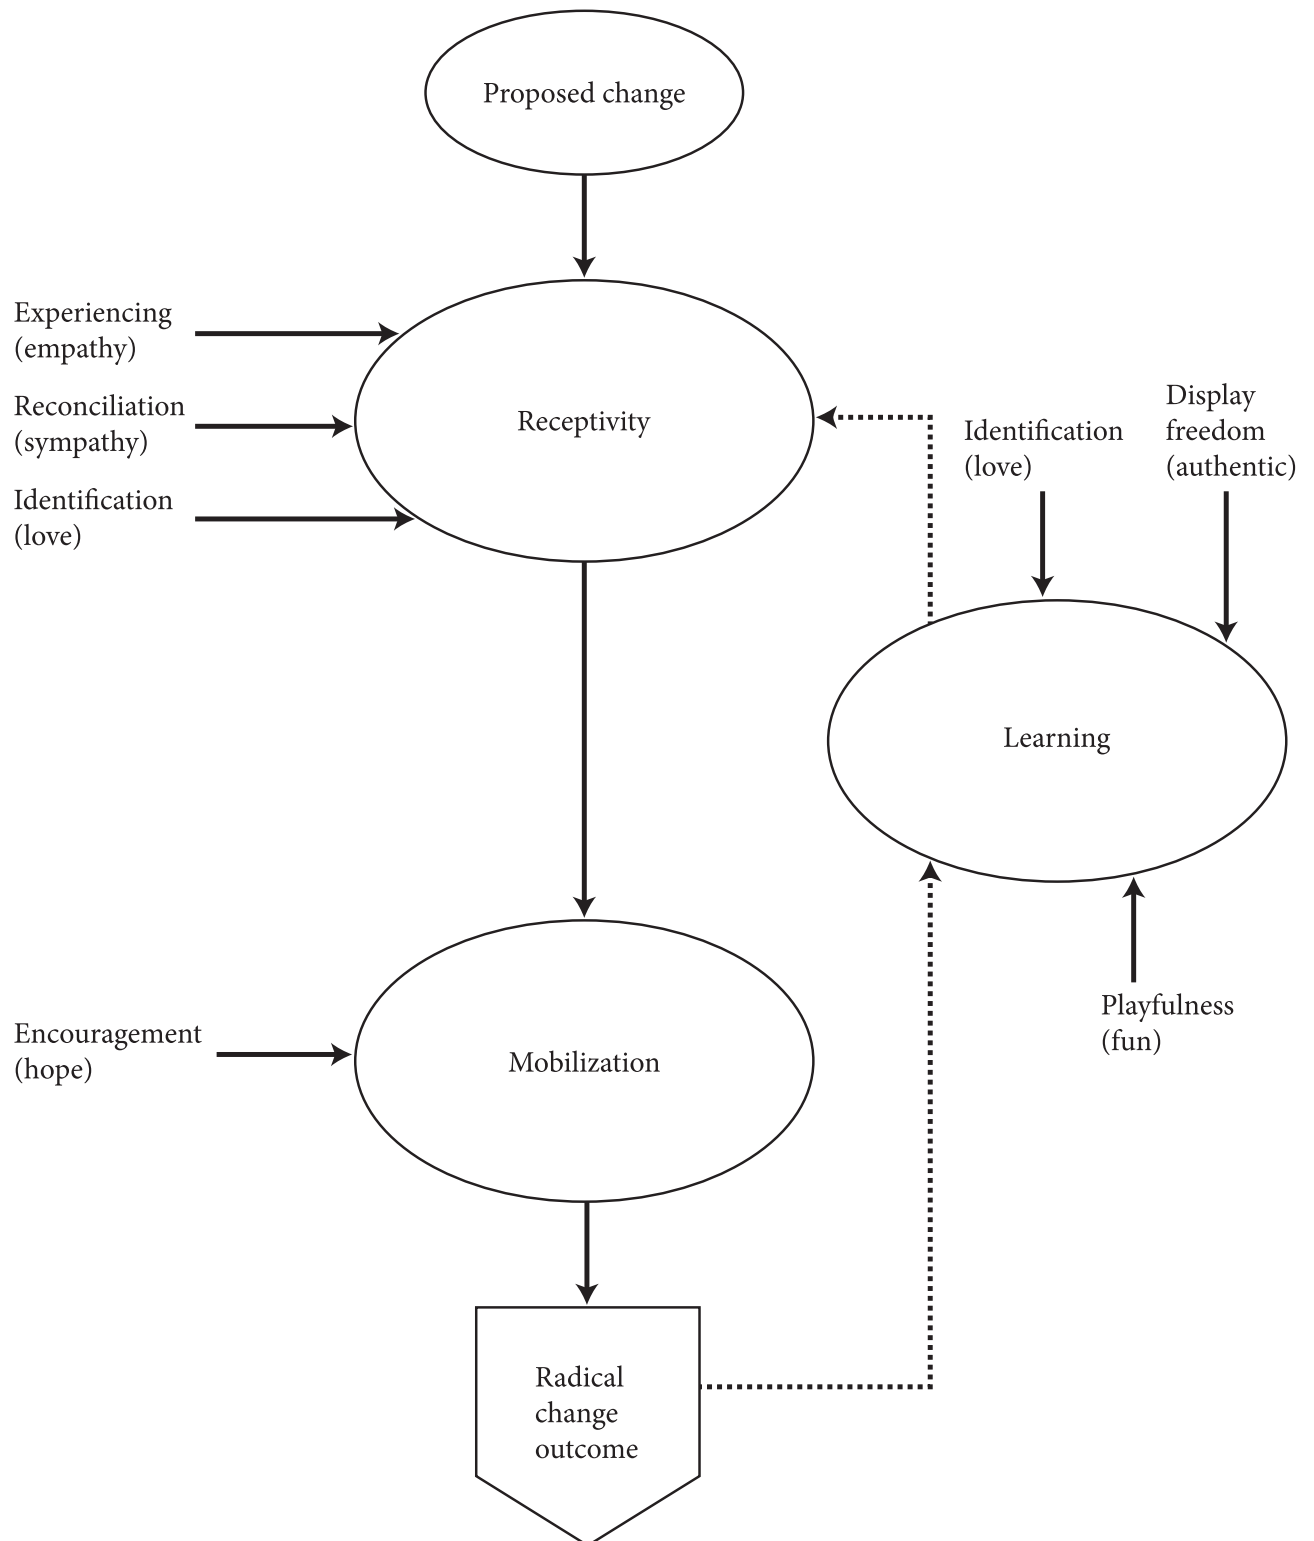 Proposed change
Experiencing
(empathy)
Reconciliation
(sympathy)
Identification
(love)
Receptivity
Identification
(love)
Display
freedom
(authentic)
Learning
Playfulness
(fun)
Encouragement
(hope)
Mobilization
Radical
change
outcome